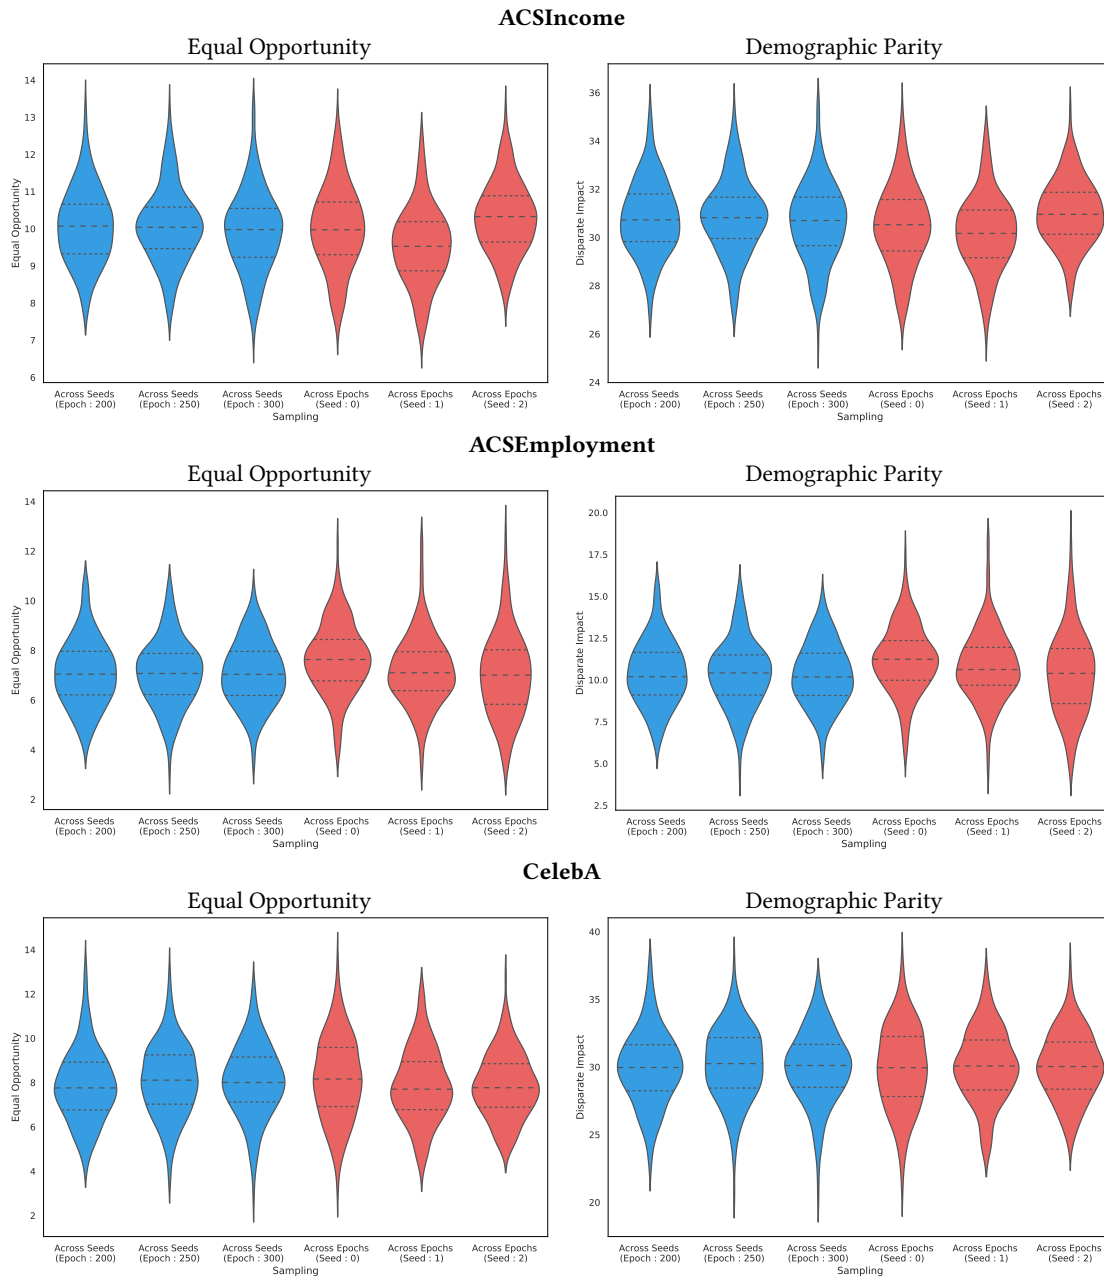 ACSIncome
Equal Opportunity
Demographic Parity
14
13
12
11
10
9
8
7
6
Equal Opportunity
Across Seeds
(Epoch : 200)
Across Seeds
(Epoch : 250)
Across Seeds
(Epoch : 300)
Across Epochs
(Seed : 0)
Across Epochs
(Seed : 1)
Across Epochs
(Seed : 2)
Sampling
36
34
32
30
28
26
24
Disparate Impact
Across Seeds
(Epoch : 200)
Across Seeds
(Epoch : 250)
Across Seeds
(Epoch : 300)
Across Epochs
(Seed : 0)
Across Epochs
(Seed : 1)
Across Epochs
(Seed : 2)
Sampling
ACSEmployment
Equal Opportunity
Demographic Parity
14
12
10
8
6
4
2
Equal Opportunity
Across Seeds
(Epoch : 200)
Across Seeds
(Epoch : 250)
Across Seeds
(Epoch : 300)
Across Epochs
(Seed : 0)
Across Epochs
(Seed : 1)
Across Epochs
(Seed : 2)
Sampling
20.0
17.5
15.0
12.5
10.0
7.5
5.0
2.5
Disparate Impact
Across Seeds
(Epoch : 200)
Across Seeds
(Epoch : 250)
Across Seeds
(Epoch : 300)
Across Epochs
(Seed : 0)
Across Epochs
(Seed : 1)
Across Epochs
(Seed : 2)
Sampling
CelebA
Equal Opportunity
Demographic Parity
14
12
10
8
6
4
2
Equal Opportunity
Across Seeds
(Epoch : 200)
Across Seeds
(Epoch : 250)
Across Seeds
(Epoch : 300)
Across Epochs
(Seed : 0)
Across Epochs
(Seed : 1)
Across Epochs
(Seed : 2)
Sampling
40
35
30
25
20
Disparate Impact
Across Seeds
(Epoch : 200)
Across Seeds
(Epoch : 250)
Across Seeds
(Epoch : 300)
Across Epochs
(Seed : 0)
Across Epochs
(Seed : 1)
Across Epochs
(Seed : 2)
Sampling